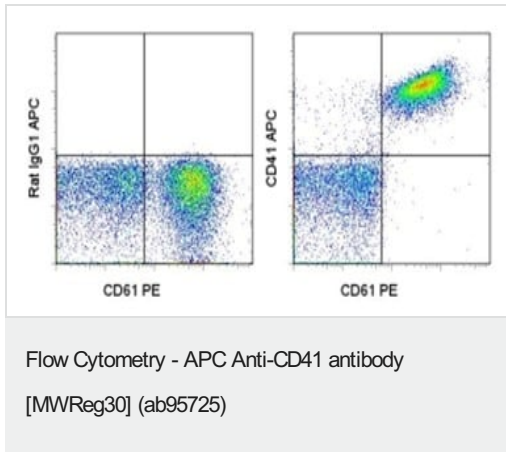 Rat IgG1 APC
CD61 PE
CD41 APC
CD61 PE
Flow Cytometry - APC Anti-CD41 antibody
[MWReg30] (ab95725)